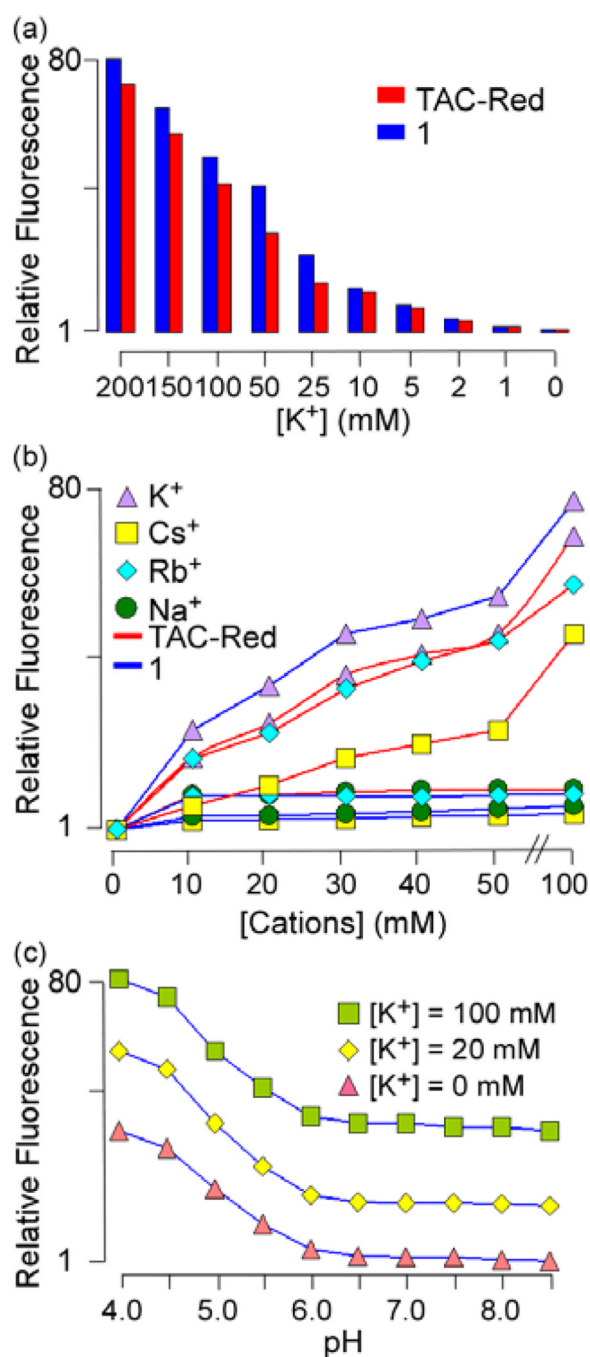 (a)
80
Relative Fluorescence
TAC-Red
1
1
200 150 100 50 25 10 5 2 1 0
[K⁺] (mM)
(b)
80
Relative Fluorescence
K⁺
Cs⁺
Rb⁺
Na⁺
TAC-Red
1
1
0 10 20 30 40 50 100
[Cations] (mM)
(c)
80
Relative Fluorescence
[K⁺] = 100 mM
[K⁺] = 20 mM
[K⁺] = 0 mM
1
4.0 5.0 6.0 7.0 8.0
pH